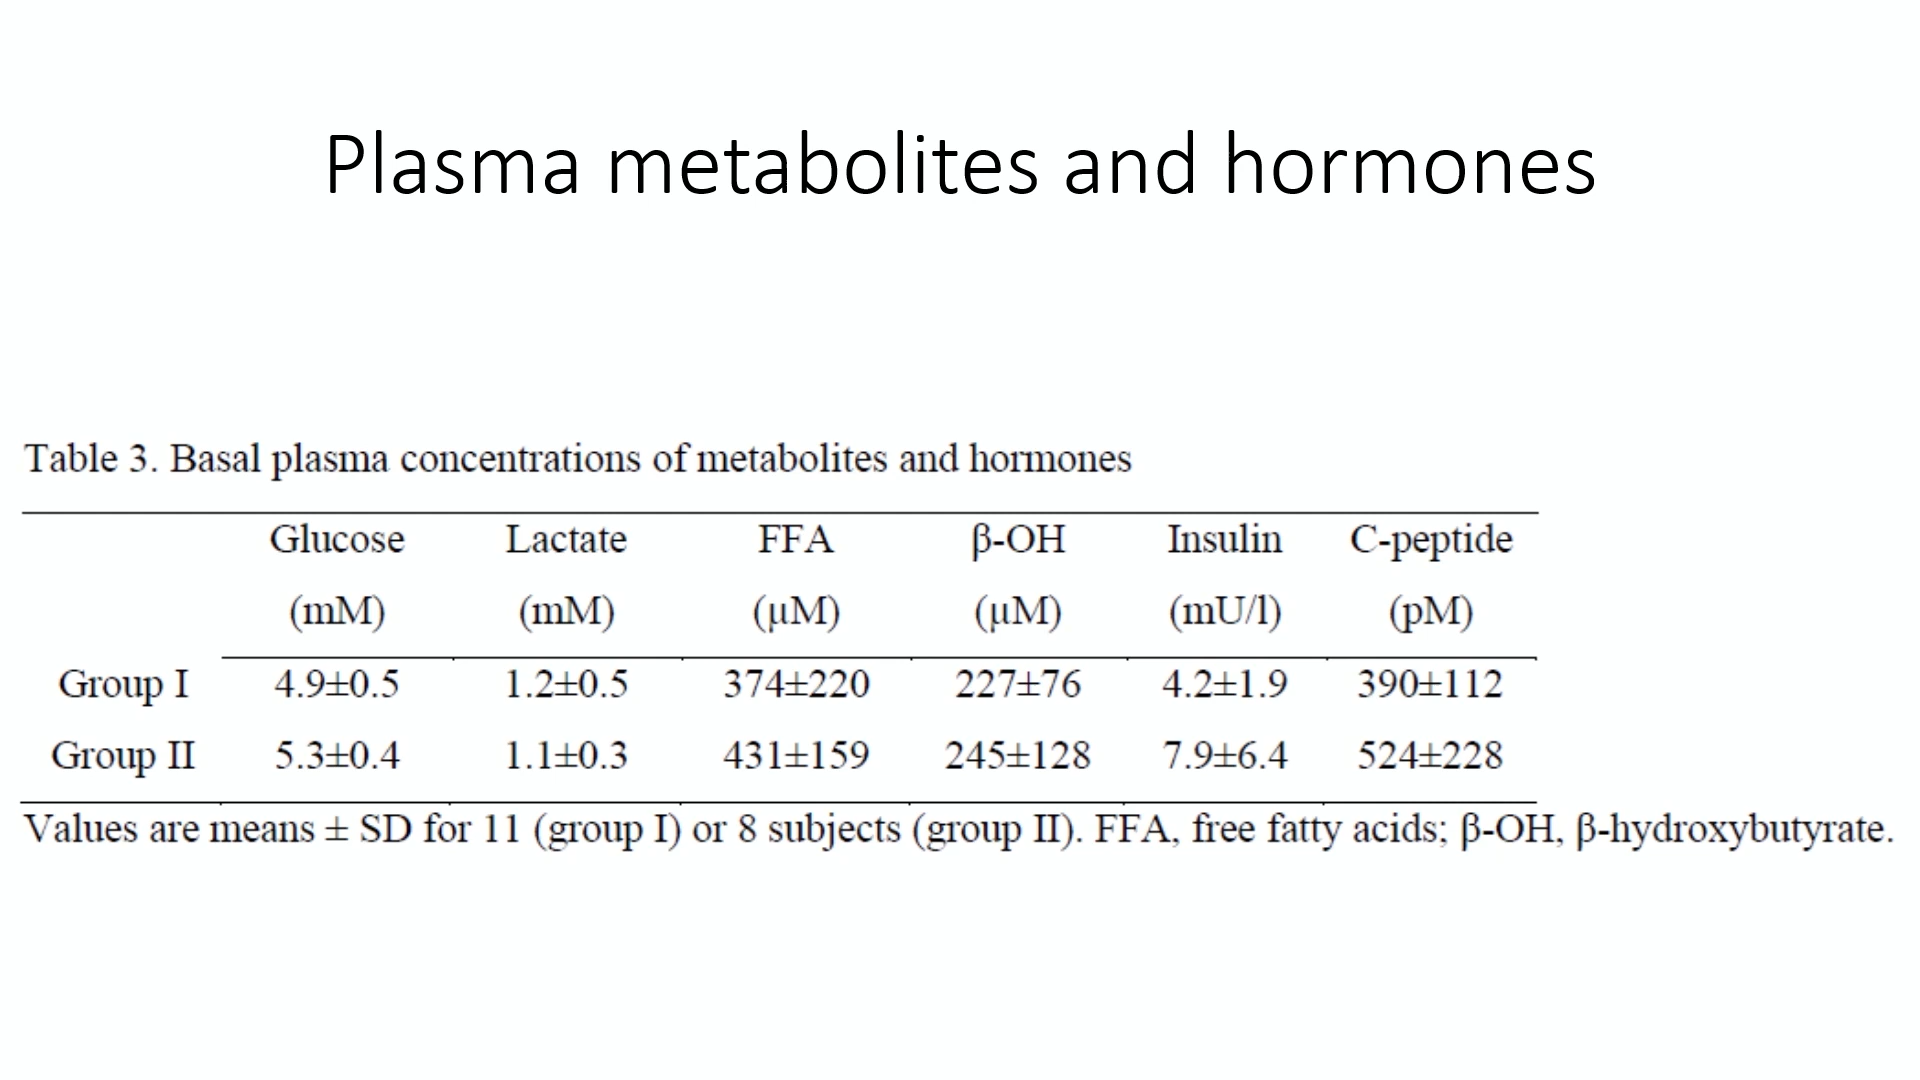 Plasma metabolites and hormones
Table 3. Basal plasma concentrations of metabolites and hormones
Glucose Lactate FFA β-OH Insulin C-peptide
(mM) (mM) (μM) (μM) (mU/l) (pM)
Group I 4.9±0.5 1.2±0.5 374±220 227±76 4.2±1.9 390±112
Group II 5.3±0.4 1.1±0.3 431±159 245±128 7.9±6.4 524±228
Values are means ± SD for 11 (group I) or 8 subjects (group II). FFA, free fatty acids; β-OH, β-hydroxybutyrate.